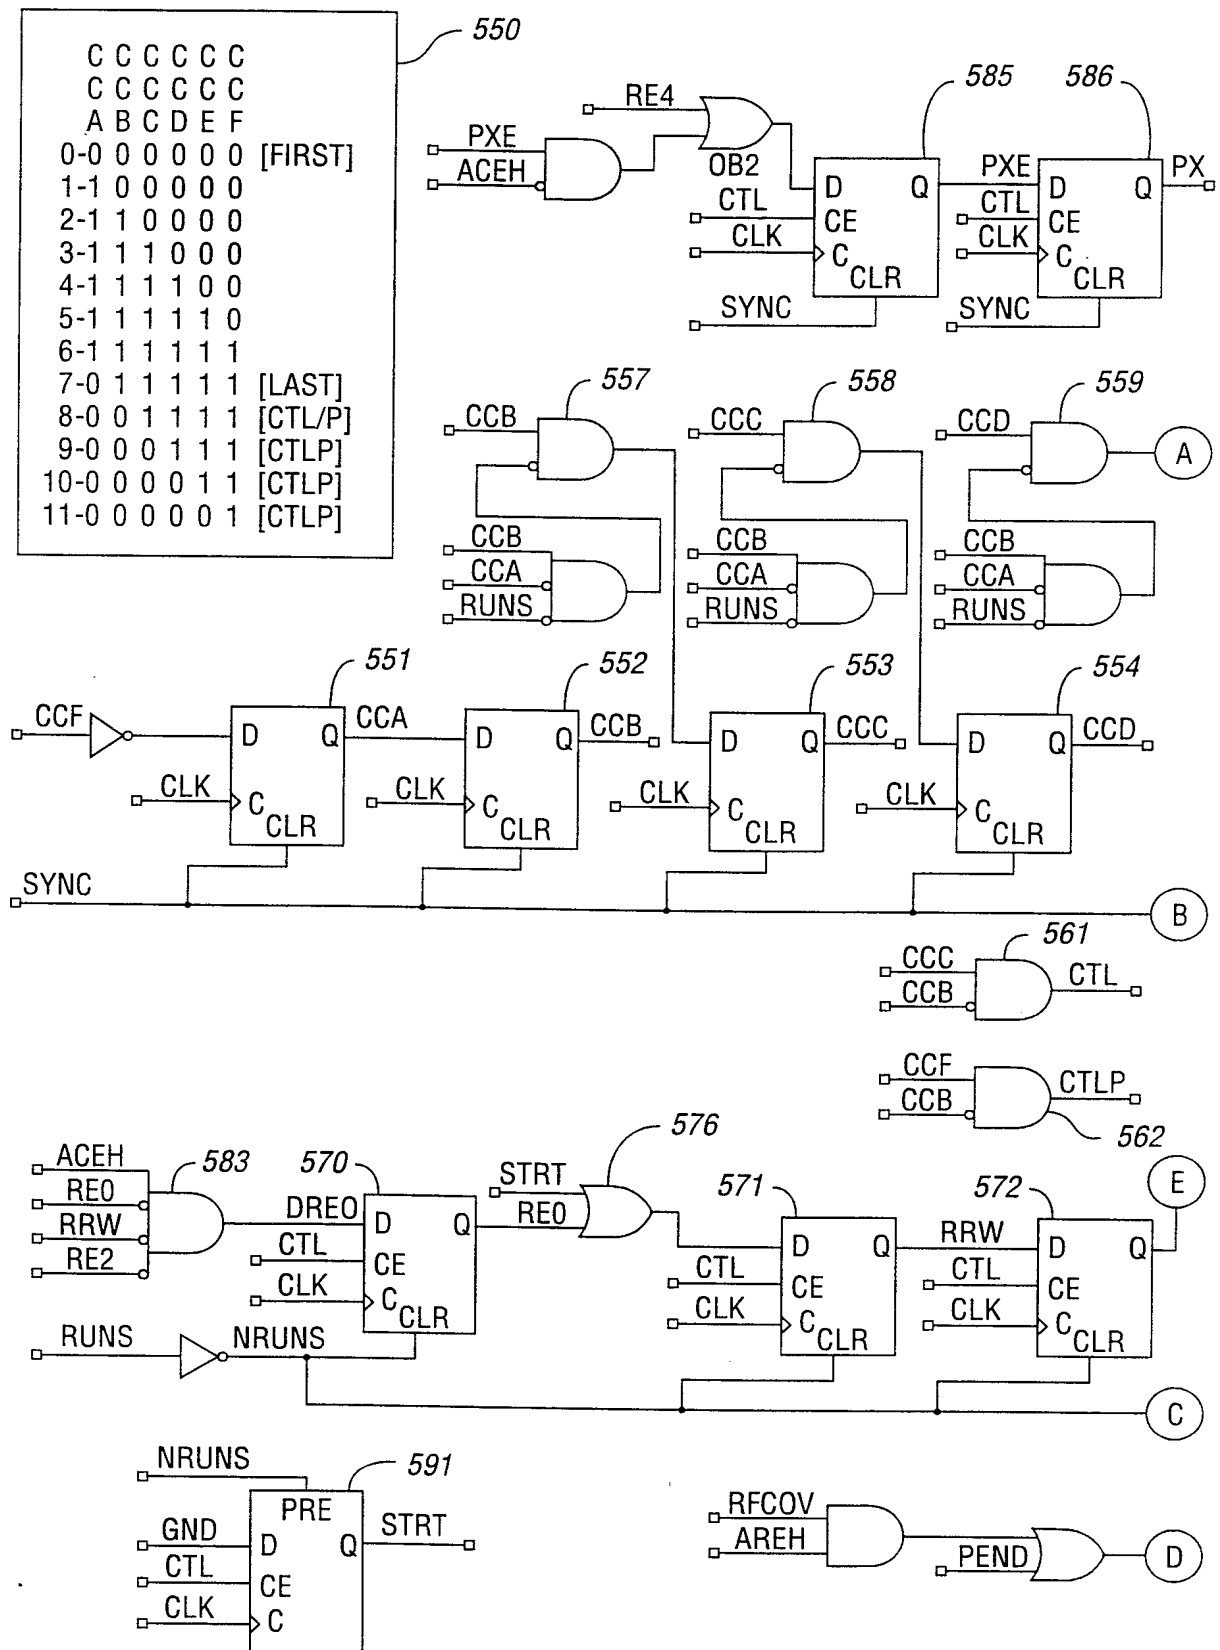 550
C C C C C C
C C C C C C
A B C D E F
0-0 0 0 0 0 0 [FIRST]
1-1 0 0 0 0 0
2-1 1 0 0 0 0
3-1 1 1 0 0 0
4-1 1 1 1 0 0
5-1 1 1 1 1 0
6-1 1 1 1 1 1
7-0 1 1 1 1 1 [LAST]
8-0 0 1 1 1 1 [CTL/P]
9-0 0 0 1 1 1 [CTLP]
10-0 0 0 0 1 1 [CTLP]
11-0 0 0 0 0 1 [CTLP]
585 586
RE4
PXE
ACEH
OB2
CTL
CLK
SYNC
D Q
CE
C
CLR
PXE
CTL
CLK
SYNC
D Q
CE
C
CLR
PX
557 558 559
CCB CCC CCD
A
CCB CCB CCB
CCA CCA CCA
RUNS RUNS RUNS
551 552 553 554
CCF D Q CCA D Q CCB D Q CCC D Q CCD
CLK C CLK C CLK C CLK C
CLR CLR CLR CLR
SYNC
B
561
CCC CTL
CCB
CCF CTLP
CCB
562
ACEH 583 570 576
RE0
RRW
RE2
DREO D Q
CTL CE
CLK C
CLR
STRT
RE0
571 572 E
D Q RRW D Q
CTL CE CTL CE
CLK C CLK C
CLR CLR
RUNS NRUNS
C
NRUNS 591
PRE
GND D Q STRT
CTL CE
CLK C
RFCOV
AREH
PEND
D